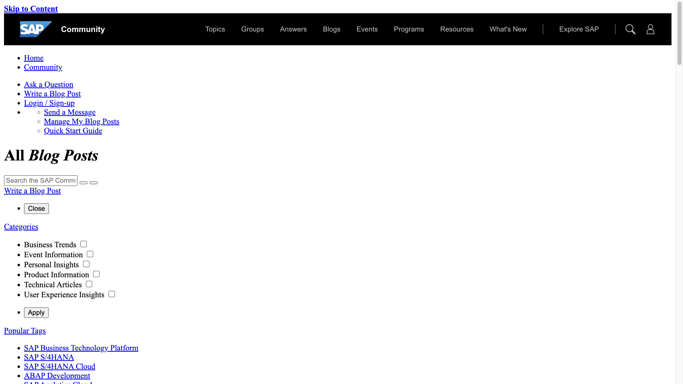 Skip to Content
SAP Community Topics Groups Answers Blogs Events Programs Resources What's New Explore SAP
Home
Community
Ask a Question
Write a Blog Post
Login / Sign-up
Send a Message
Manage My Blog Posts
Quick Start Guide
All Blog Posts
Search the SAP Comm
Write a Blog Post
Close
Categories
Business Trends
Event Information
Personal Insights
Product Information
Technical Articles
User Experience Insights
Apply
Popular Tags
SAP Business Technology Platform
SAP S/4HANA
SAP S/4HANA Cloud
ABAP Development
SAP Analytics Cloud